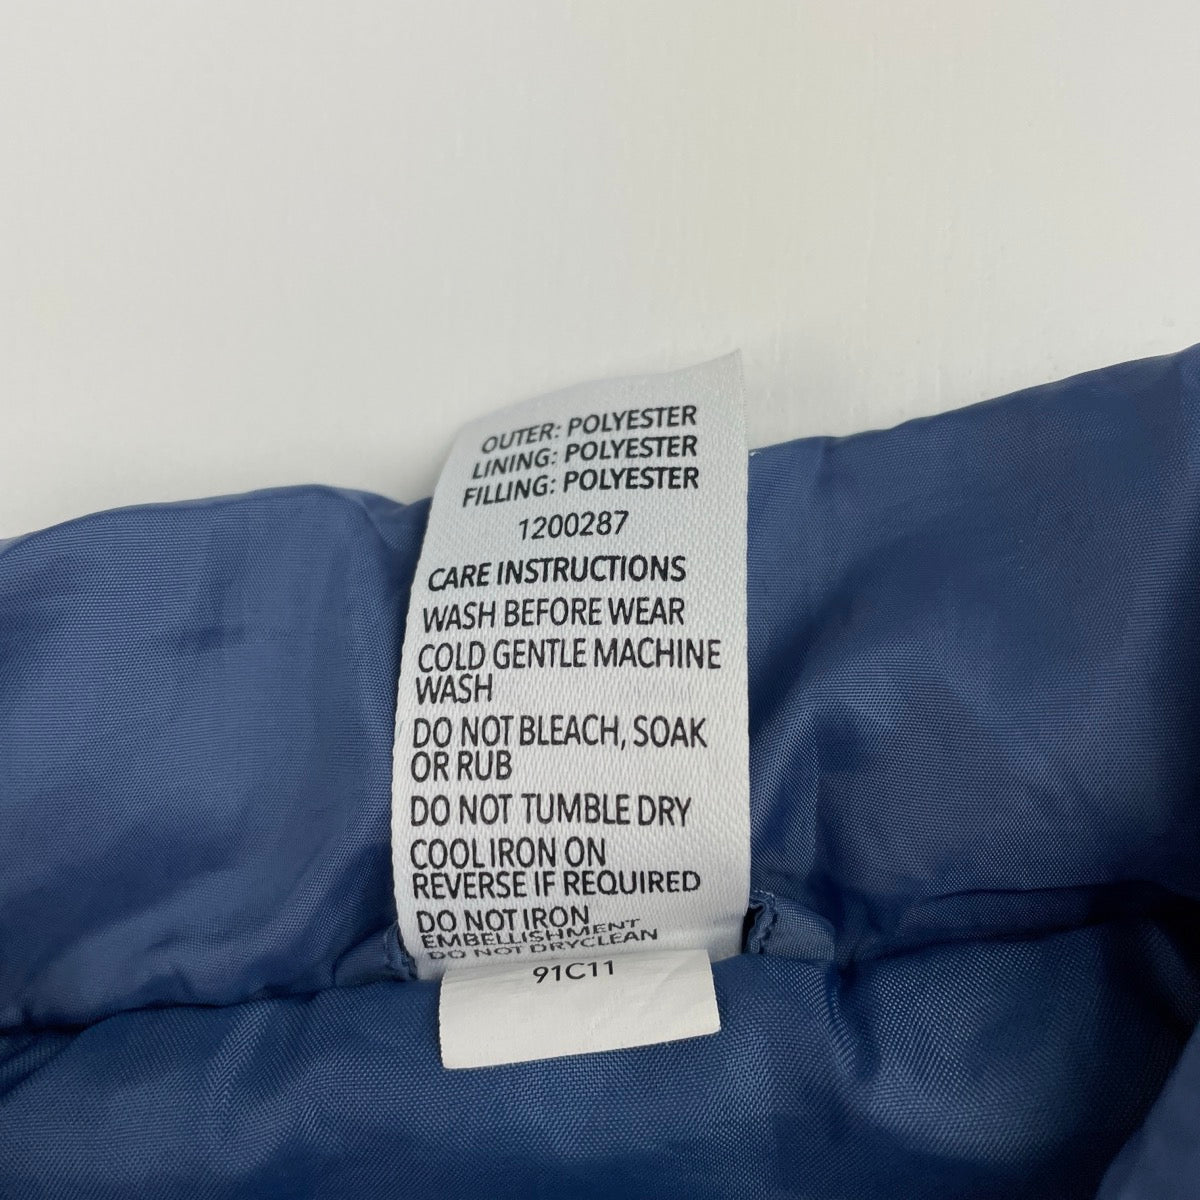 OUTER: POLYESTER
LINING: POLYESTER
FILLING: POLYESTER
1200287
CARE INSTRUCTIONS
WASH BEFORE WEAR
COLD GENTLE MACHINE
WASH
DO NOT BLEACH, SOAK
OR RUB
DO NOT TUMBLE DRY
COOL IRON ON
REVERSE IF REQUIRED
DO NOT IRON
EMBELLISHMENT
DO NOT DRYCLEAN
91C11